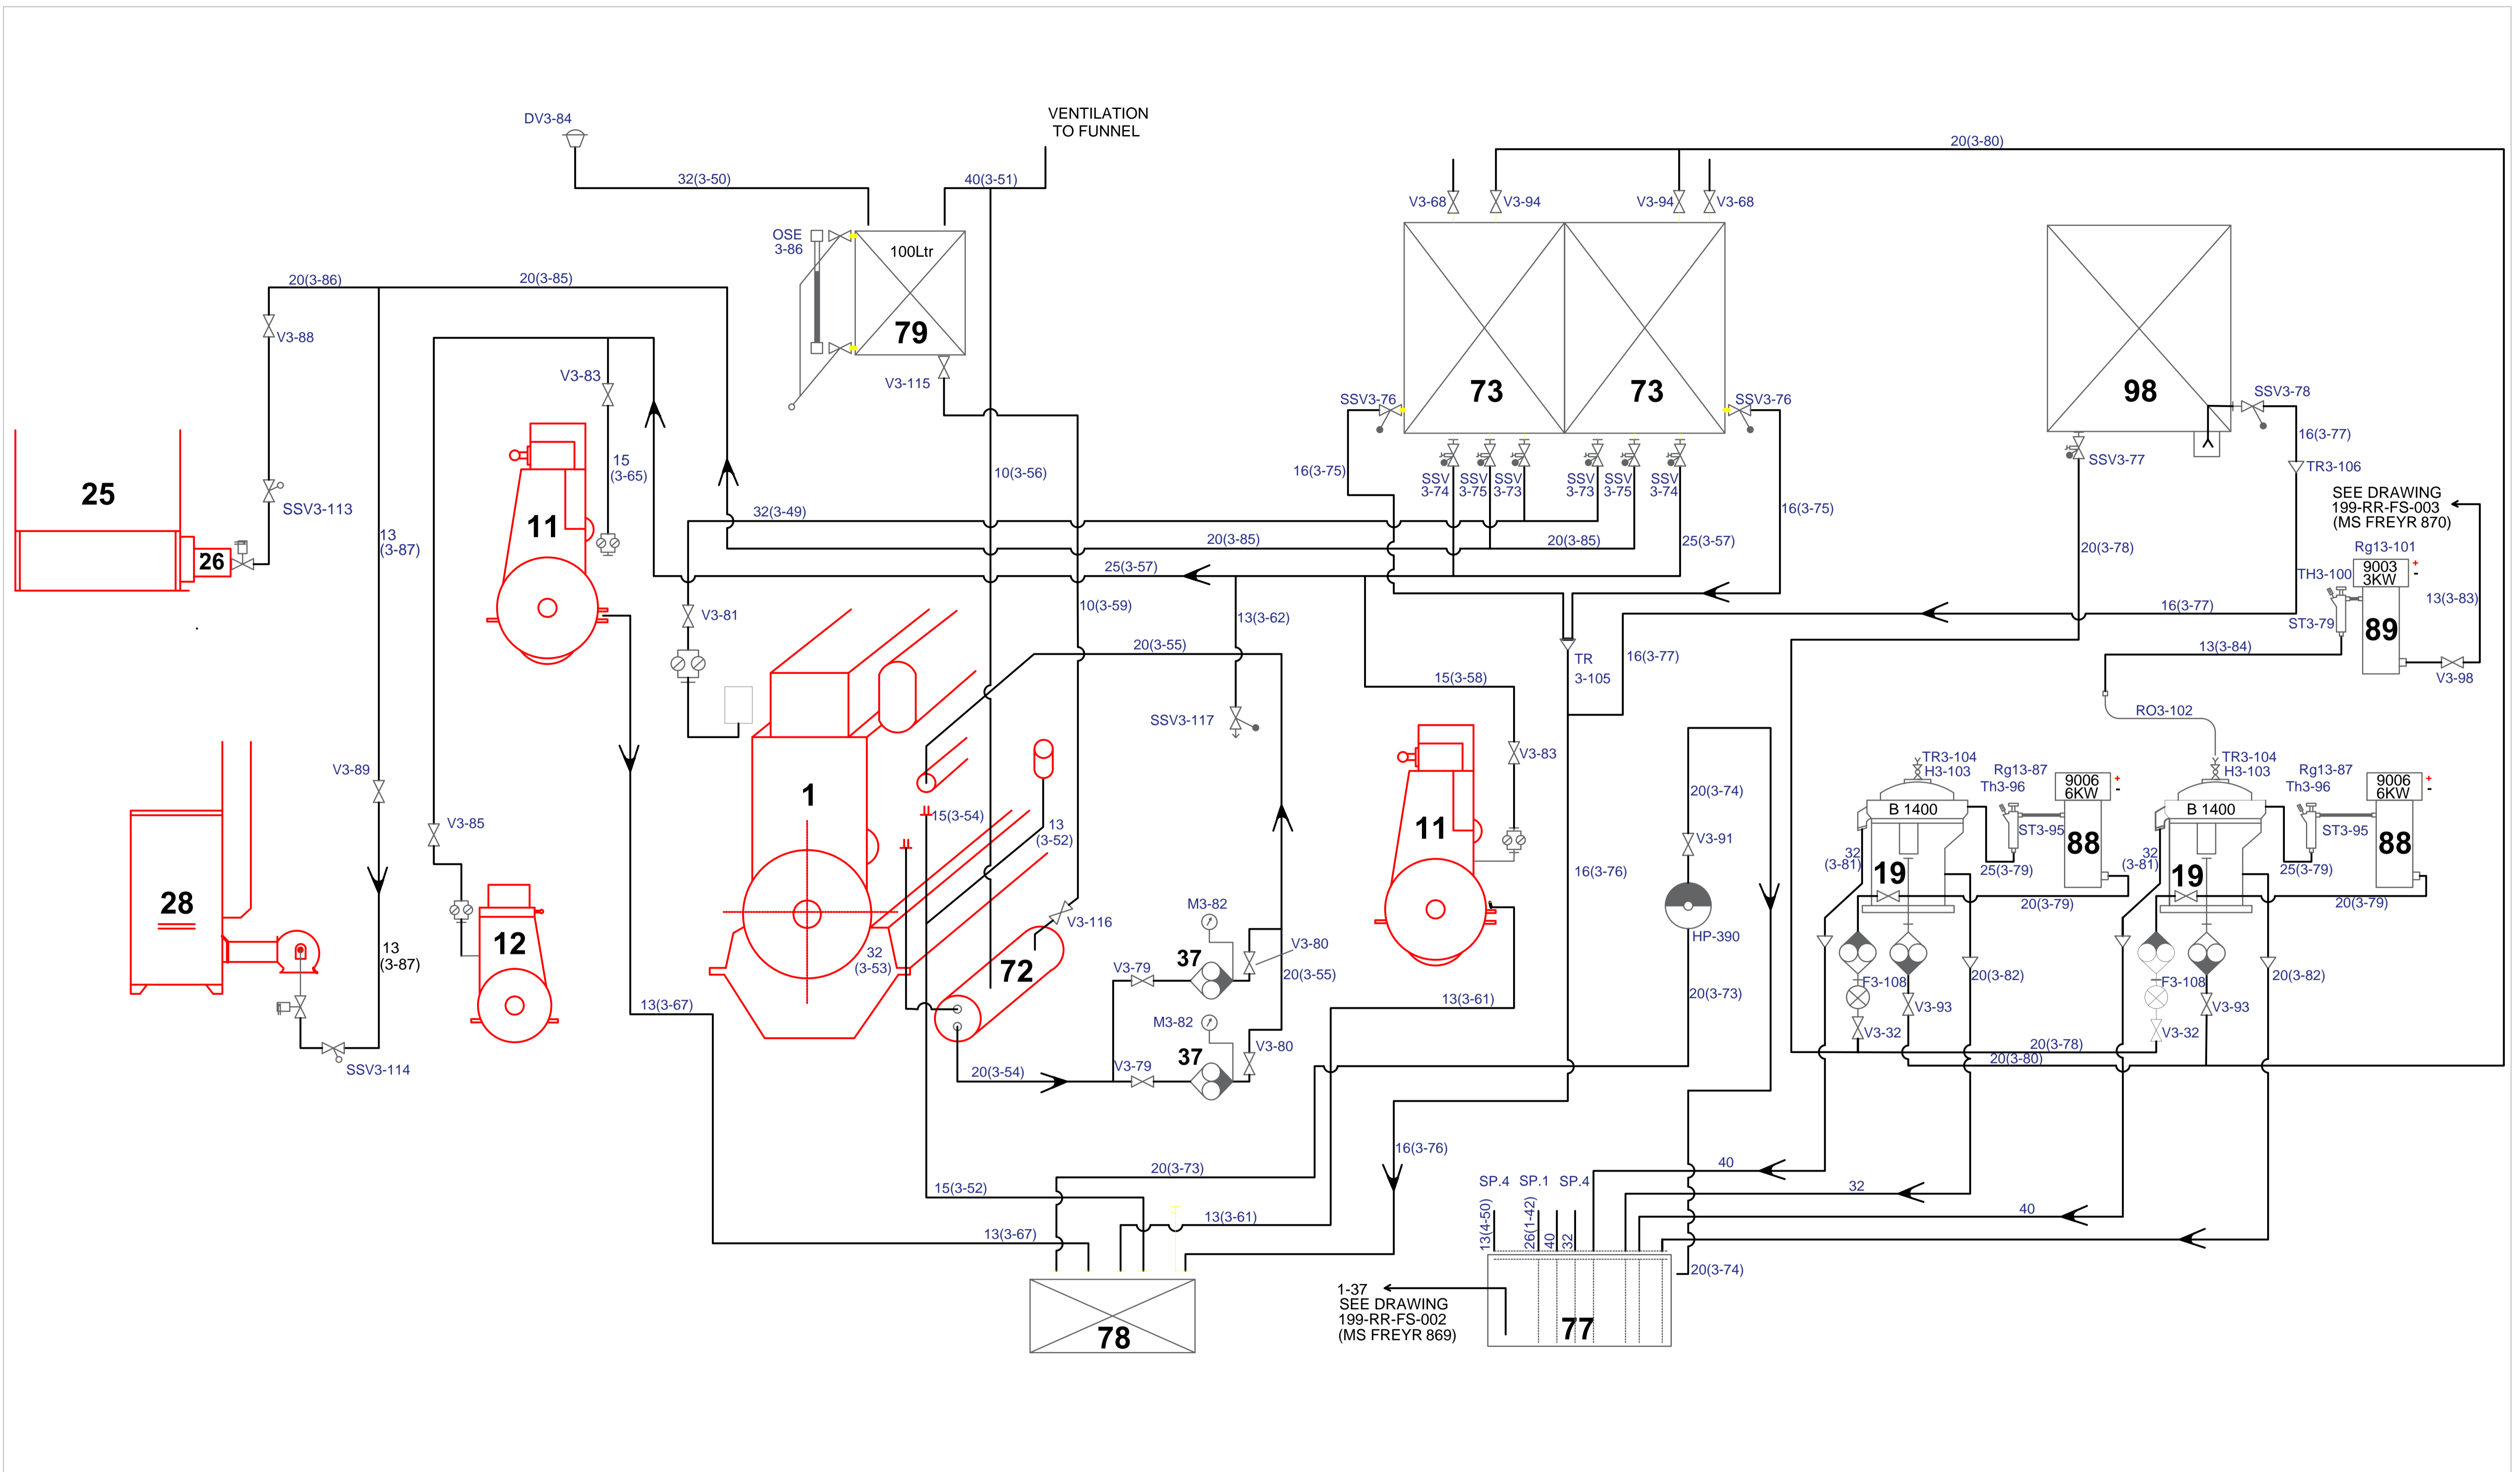 DV3-84
VENTILATION
TO FUNNEL
20(3-80)
32(3-50)
40(3-51)
V3-68
V3-94
V3-94
V3-68
OSE
3-86
100Ltr
79
V3-115
20(3-86)
20(3-85)
V3-88
V3-83
SSV3-76
73
73
SSV3-76
98
SSV3-78
16(3-77)
TR3-106
SSV3-77
15
(3-65)
10(3-56)
16(3-75)
SSV
3-74
SSV
3-75
SSV
3-73
SSV
3-73
SSV
3-75
SSV
3-74
16(3-75)
25
SSV3-113
11
32(3-49)
20(3-85)
20(3-85)
25(3-57)
20(3-78)
SEE DRAWING
199-RR-FS-003
(MS FREYR 870)
Rg13-101
13
(3-87)
26
25(3-57)
9003
3KW
+
-
TH3-100
13(3-83)
10(3-59)
V3-81
13(3-62)
16(3-77)
ST3-79
89
20(3-55)
TR
3-105
16(3-77)
13(3-84)
V3-98
15(3-58)
RO3-102
SSV3-117
V3-83
V3-89
TR3-104
H3-103
Rg13-87
Th3-96
9006
6KW
+
-
TR3-104
H3-103
Rg13-87
Th3-96
9006
6KW
+
-
1
20(3-74)
15(3-54)
13
(3-52)
V3-85
11
V3-91
B 1400
ST3-95
88
B 1400
ST3-95
88
32
(3-81)
19
25(3-79)
32
(3-81)
19
25(3-79)
16(3-76)
28
12
V3-116
M3-82
20(3-79)
20(3-79)
HP-390
13
(3-87)
32
(3-53)
72
37
V3-79
V3-80
20(3-55)
F3-108
20(3-82)
F3-108
20(3-82)
20(3-73)
13(3-67)
13(3-61)
V3-93
V3-93
V3-32
V3-32
M3-82
37
V3-79
V3-80
20(3-54)
20(3-78)
20(3-80)
SSV3-114
16(3-76)
20(3-73)
15(3-52)
40
SP.4
SP.1
SP.4
32
13(4-50)
26(1-42)
40
32
40
13(3-61)
13(3-67)
20(3-74)
1-37
SEE DRAWING
199-RR-FS-002
(MS FREYR 869)
78
77